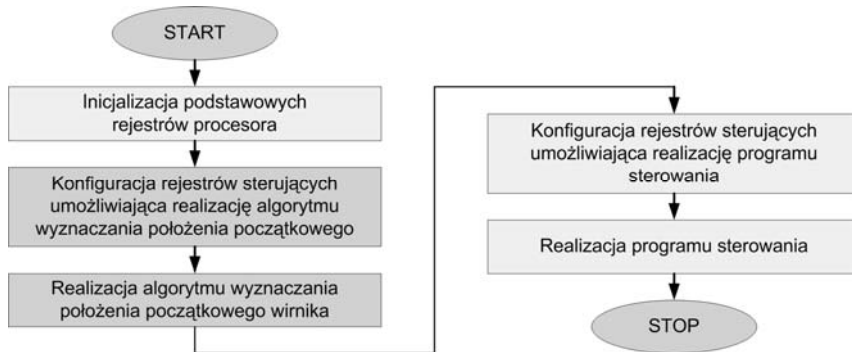 START
Inicjalizacja podstawowych
rejestrów procesora
Konfiguracja rejestrów sterujących
umożliwiająca realizację algorytmu
wyznaczania położenia początkowego
Realizacja algorytmu wyznaczania
położenia początkowego wirnika
Konfiguracja rejestrów sterujących
umożliwiająca realizację programu
sterowania
Realizacja programu sterowania
STOP